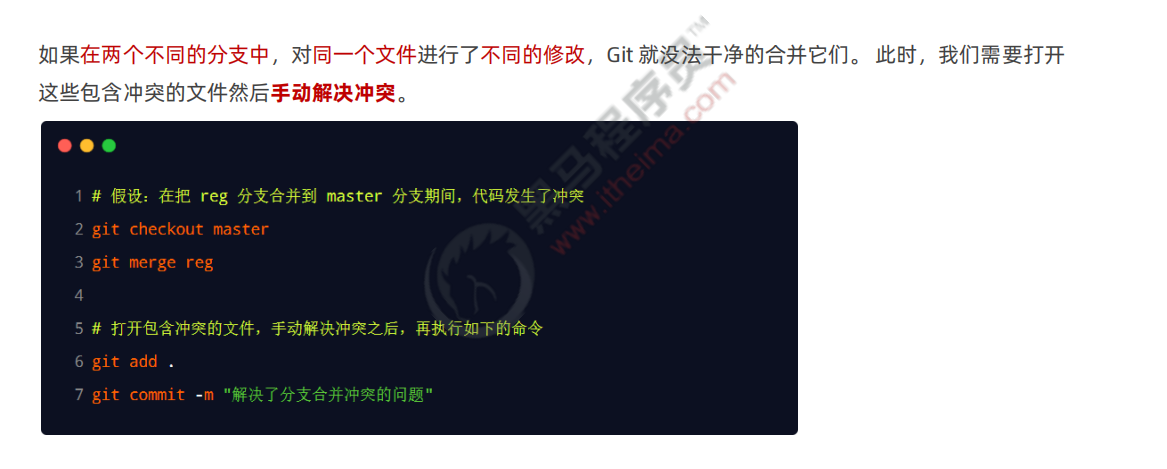 如果在两个不同的分支中，对同一个文件进行了不同的修改，Git 就没法干净的合并它们。 此时，我们需要打开
这些包含冲突的文件然后手动解决冲突。
黑马程序员™
www.itheima.com
1 # 假设：在把 reg 分支合并到 master 分支期间，代码发生了冲突
2 git checkout master
3 git merge reg
4
5 # 打开包含冲突的文件，手动解决冲突之后，再执行如下的命令
6 git add .
7 git commit -m "解决了分支合并冲突的问题"